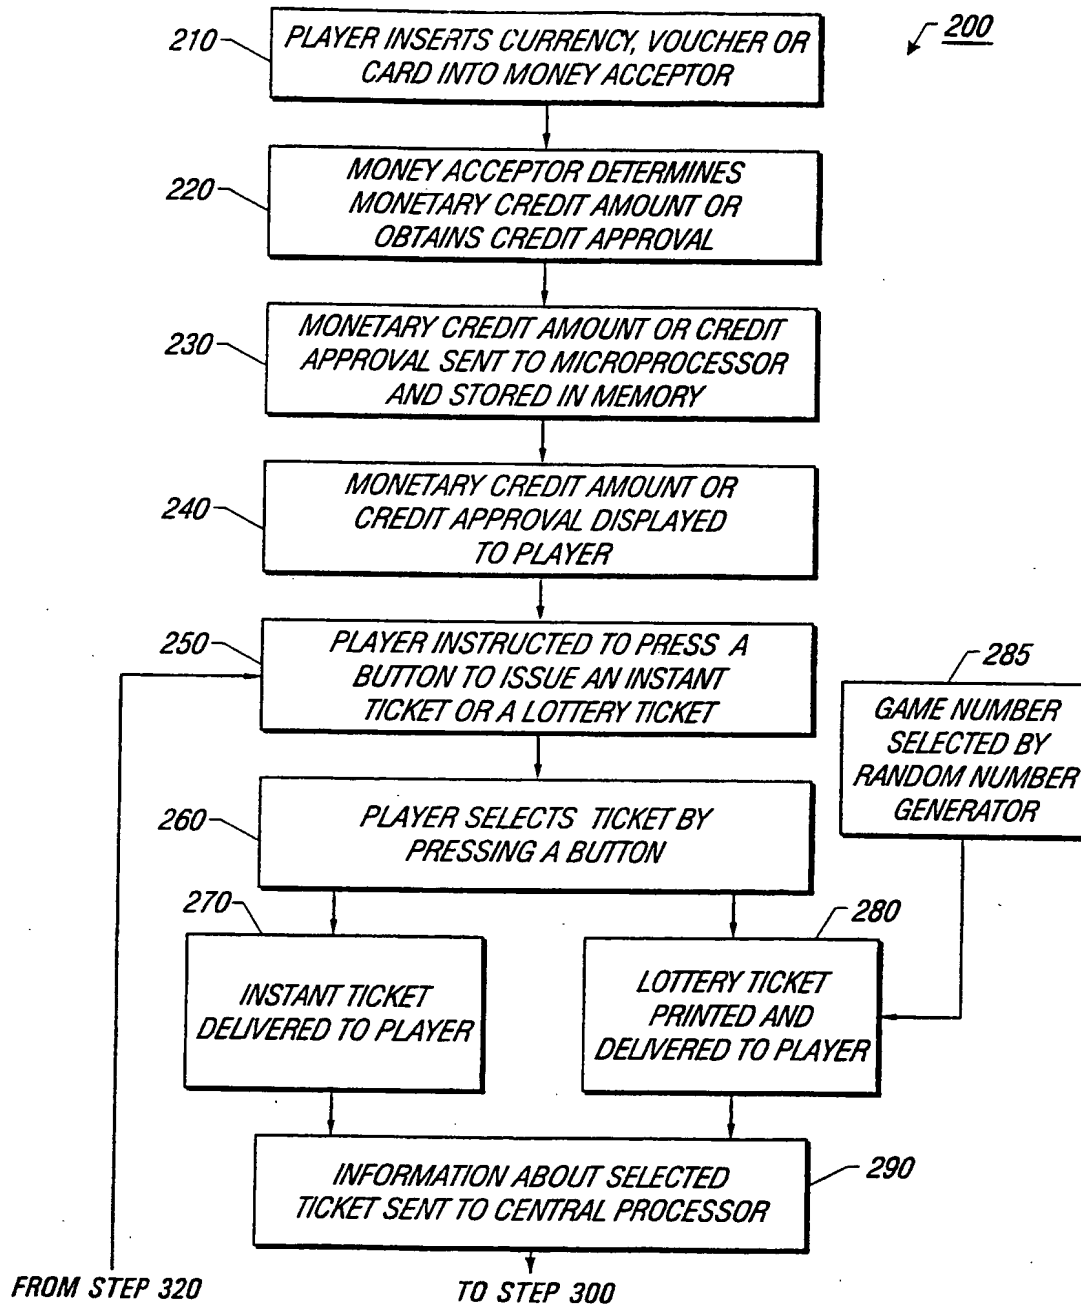 200
210
PLAYER INSERTS CURRENCY, VOUCHER OR
CARD INTO MONEY ACCEPTOR
220
MONEY ACCEPTOR DETERMINES
MONETARY CREDIT AMOUNT OR
OBTAINS CREDIT APPROVAL
230
MONETARY CREDIT AMOUNT OR CREDIT
APPROVAL SENT TO MICROPROCESSOR
AND STORED IN MEMORY
240
MONETARY CREDIT AMOUNT OR
CREDIT APPROVAL DISPLAYED
TO PLAYER
250
PLAYER INSTRUCTED TO PRESS A
BUTTON TO ISSUE AN INSTANT
TICKET OR A LOTTERY TICKET
285
GAME NUMBER
SELECTED BY
RANDOM NUMBER
GENERATOR
260
PLAYER SELECTS TICKET BY
PRESSING A BUTTON
270
INSTANT TICKET
DELIVERED TO PLAYER
280
LOTTERY TICKET
PRINTED AND
DELIVERED TO PLAYER
290
INFORMATION ABOUT SELECTED
TICKET SENT TO CENTRAL PROCESSOR
FROM STEP 320
TO STEP 300